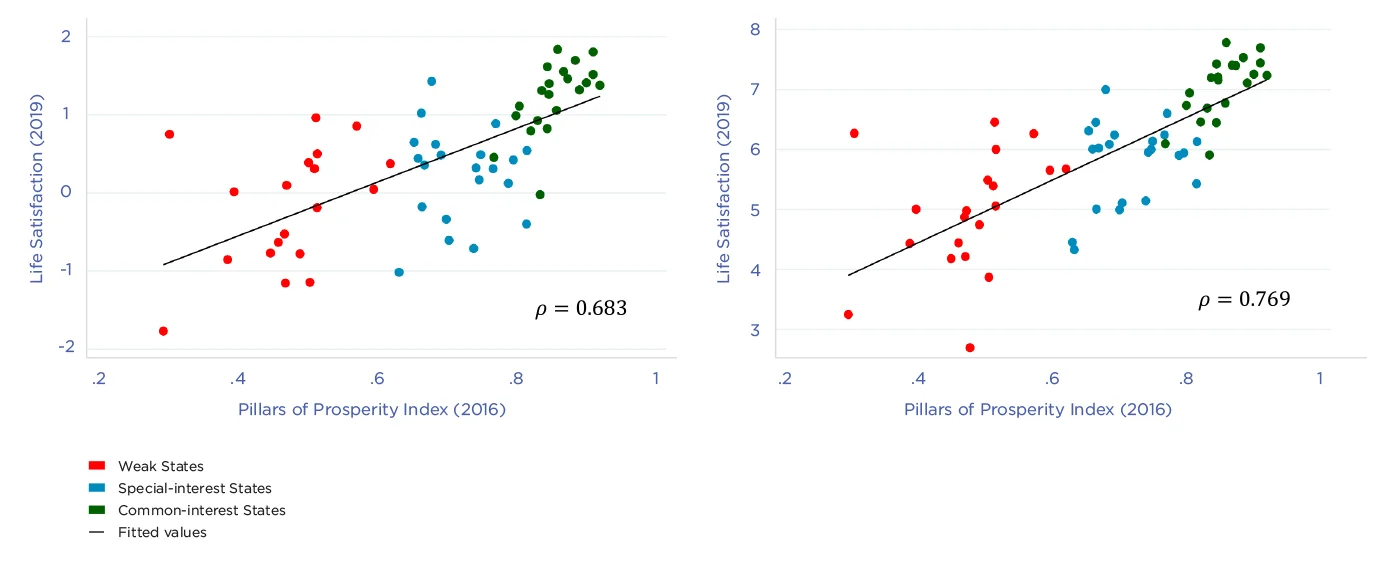 2
1
0
-1
-2
Life Satisfaction (2019)
ρ = 0.683
.2 .4 .6 .8 1
Pillars of Prosperity Index (2016)
8
7
6
5
4
3
Life Satisfaction (2019)
ρ = 0.769
.2 .4 .6 .8 1
Pillars of Prosperity Index (2016)
Weak States
Special-interest States
Common-interest States
Fitted values